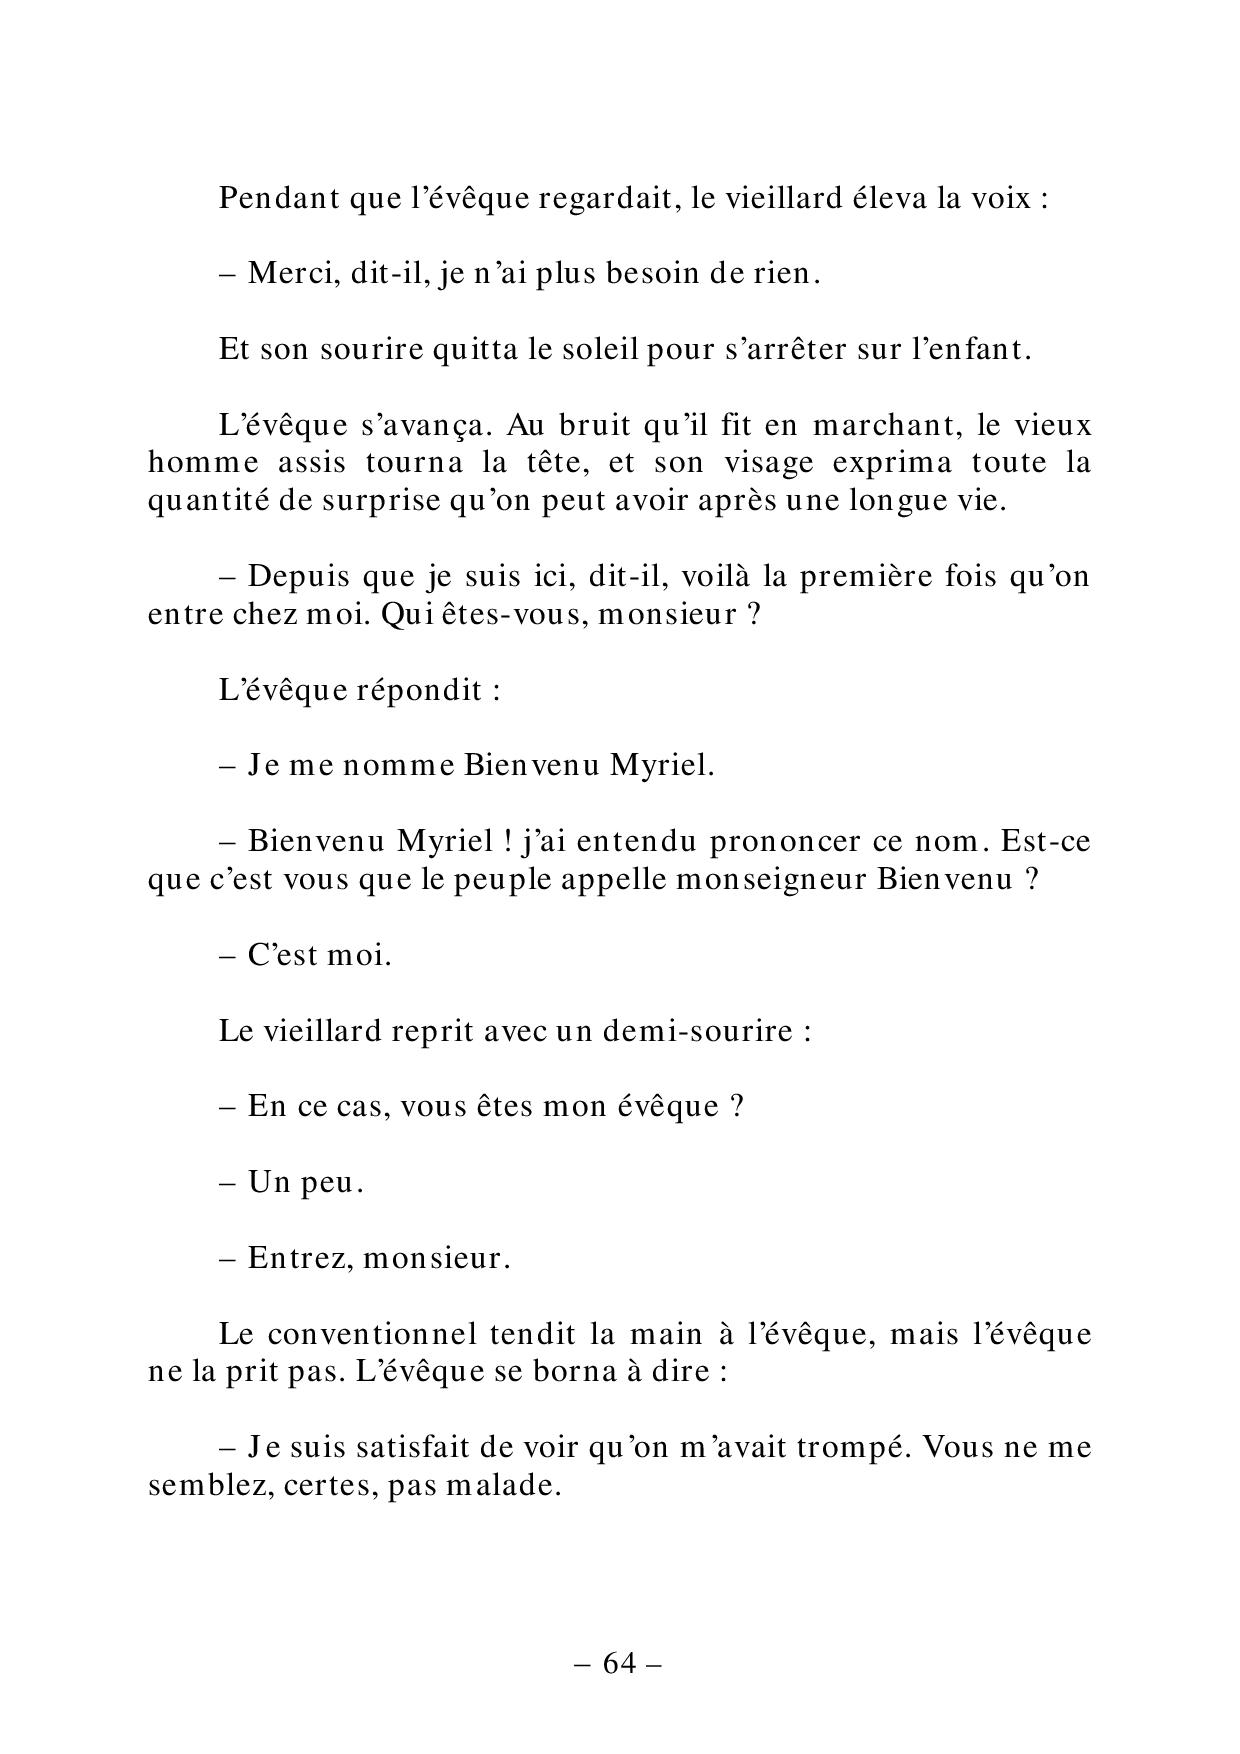 Pendant que l’évêque regardait, le vieillard éleva la voix :
– Merci, dit-il, je n’ai plus besoin de rien.
Et son sourire quitta le soleil pour s’arrêter sur l’enfant.
L’évêque s’avança. Au bruit qu’il fit en marchant, le vieux
homme assis tourna la tête, et son visage exprima toute la
quantité de surprise qu’on peut avoir après une longue vie.
– Depuis que je suis ici, dit-il, voilà la première fois qu’on
entre chez moi. Qui êtes-vous, monsieur ?
L’évêque répondit :
– Je me nomme Bienvenu Myriel.
– Bienvenu Myriel ! j’ai entendu prononcer ce nom. Est-ce
que c’est vous que le peuple appelle monseigneur Bienvenu ?
– C’est moi.
Le vieillard reprit avec un demi-sourire :
– En ce cas, vous êtes mon évêque ?
– Un peu.
– Entrez, monsieur.
Le conventionnel tendit la main à l’évêque, mais l’évêque
ne la prit pas. L’évêque se borna à dire :
– Je suis satisfait de voir qu’on m’avait trompé. Vous ne me
semblez, certes, pas malade.
– 64 –